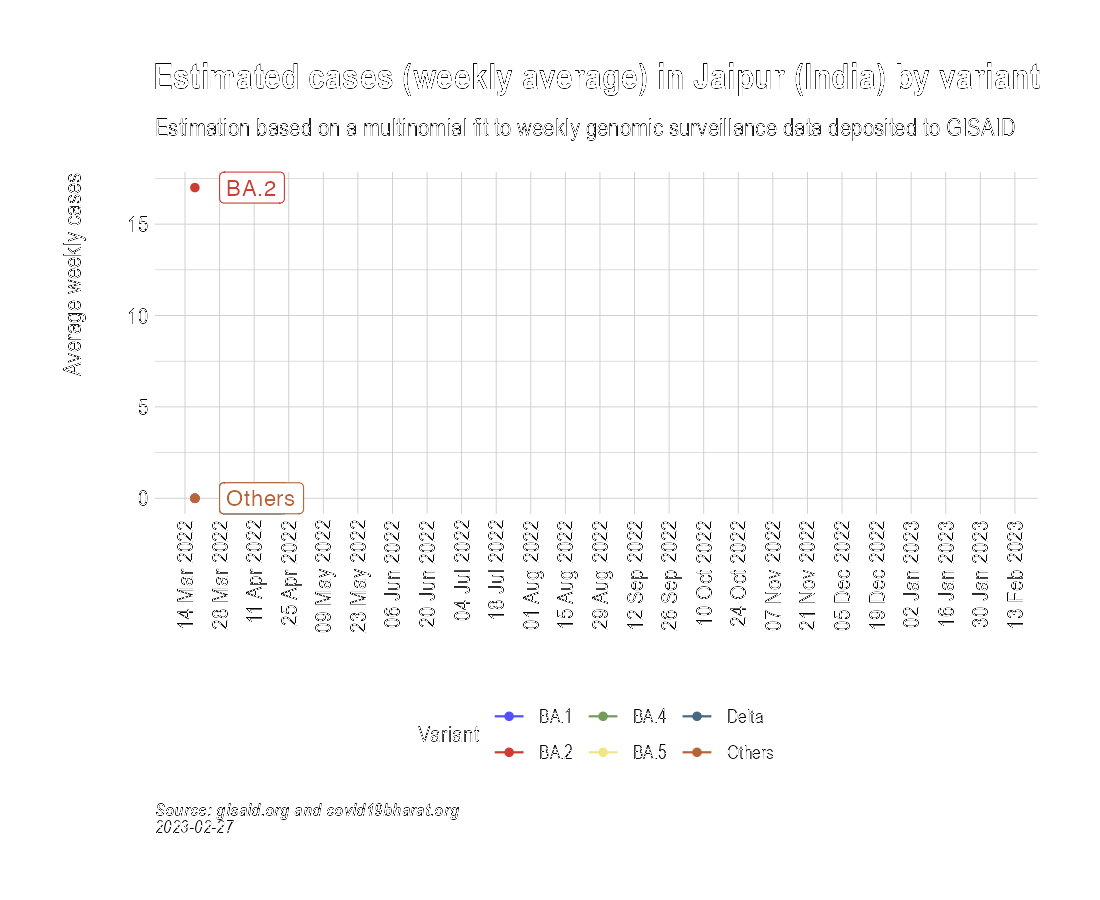 Estimated cases (weekly average) in Jaipur (India) by variant
Estimation based on a multinomial fit to weekly genomic surveillance data deposited to GISAID
Average weekly cases
BA.2
15
10
5
0
Others
14 Mar 2022
28 Mar 2022
11 Apr 2022
25 Apr 2022
09 May 2022
23 May 2022
06 Jun 2022
20 Jun 2022
04 Jul 2022
18 Jul 2022
01 Aug 2022
15 Aug 2022
29 Aug 2022
12 Sep 2022
26 Sep 2022
10 Oct 2022
24 Oct 2022
07 Nov 2022
21 Nov 2022
05 Dec 2022
19 Dec 2022
02 Jan 2023
16 Jan 2023
30 Jan 2023
13 Feb 2023
Variant
BA.1
BA.4
Delta
BA.2
BA.5
Others
Source: gisaid.org and covid19bharat.org
2023-02-27